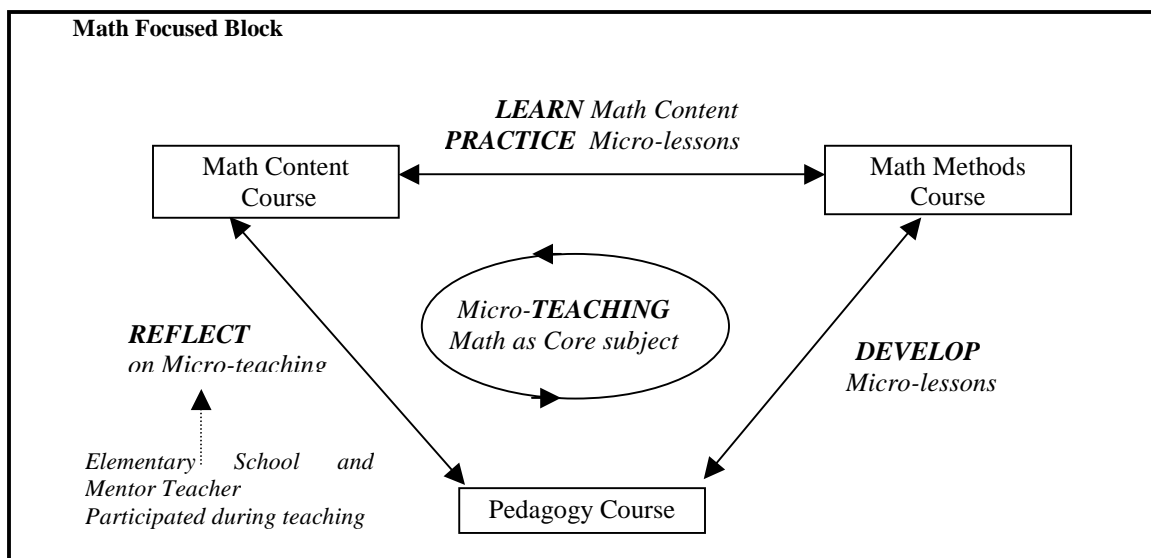 Math Focused Block
LEARN Math Content
PRACTICE Micro-lessons
Math Content
Course
Math Methods
Course
Micro-TEACHING
Math as Core subject
REFLECT
on Micro-teaching
DEVELOP
Micro-lessons
Elementary School and
Mentor Teacher
Participated during teaching
Pedagogy Course